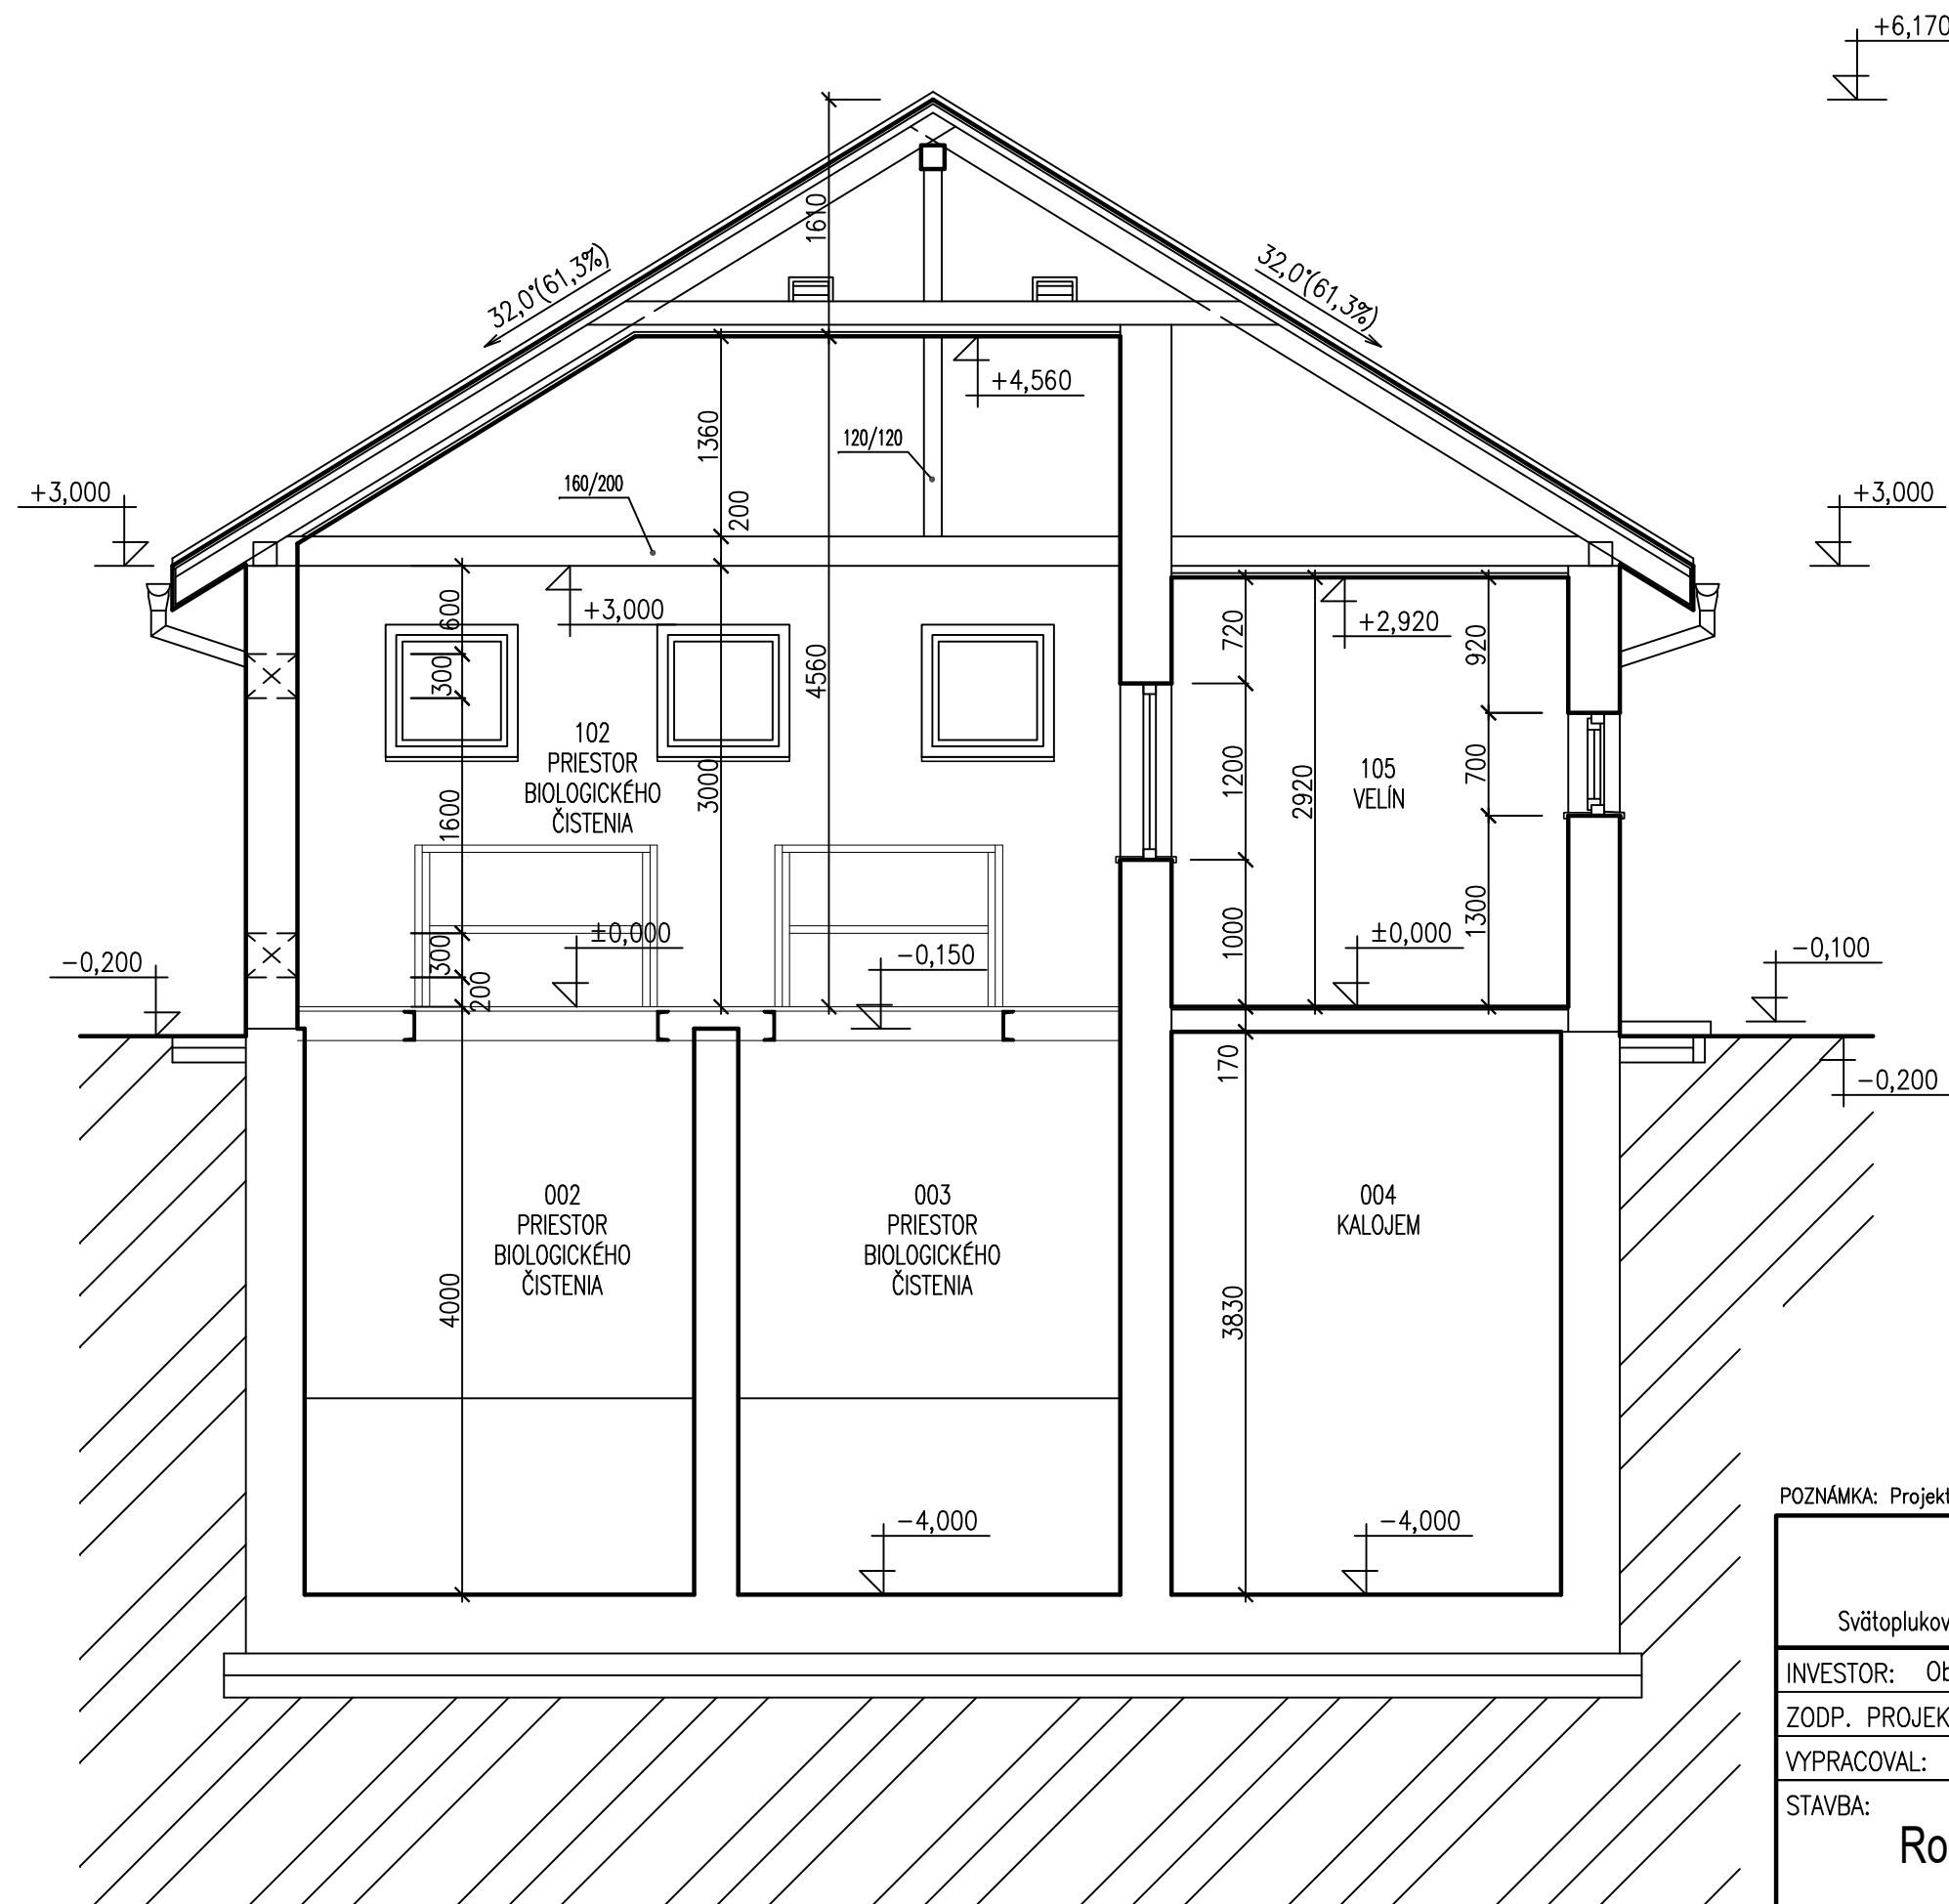 +6,170
1610
32,0°(61,3%)
32,0°(61,3%)
+4,560
1360
120/120
160/200
200
+3,000
+3,000
600
+3,000
720
+2,920
920
300
4560
102
PRIESTOR
BIOLOGICKÉHO
ČISTENIA
3000
1200
2920
105
VELÍN
700
1600
1000
1300
300
±0,000
-0,150
±0,000
-0,200
-0,100
200
170
-0,200
002
PRIESTOR
BIOLOGICKÉHO
ČISTENIA
003
PRIESTOR
BIOLOGICKÉHO
ČISTENIA
004
KALOJEM
4000
3830
-4,000
-4,000
POZNÁMKA: Projekt
Svätoplukov
INVESTOR: Ob
ZODP. PROJEK
VYPRACOVAL:
STAVBA:
Ro